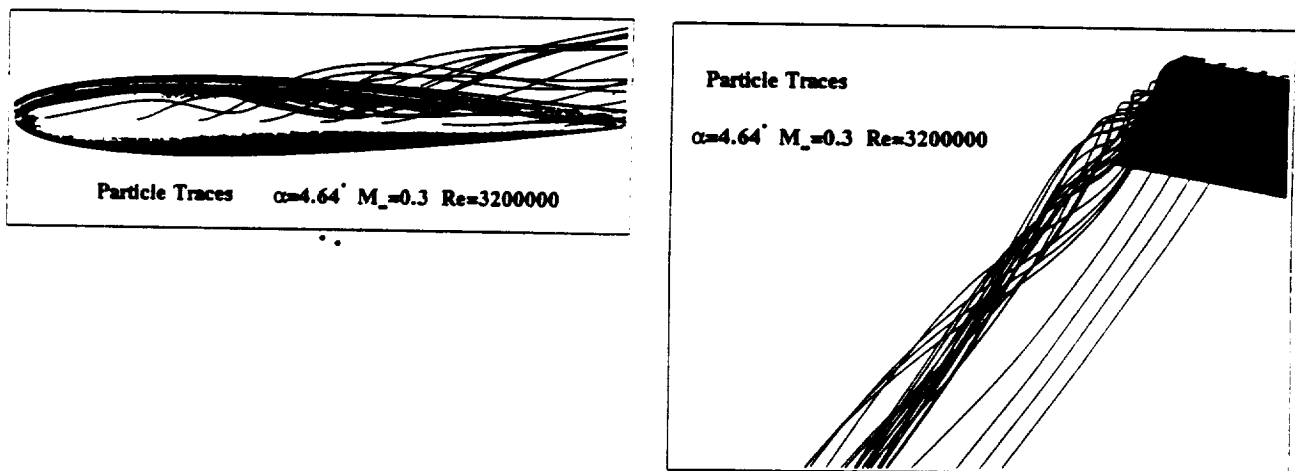 Particle Traces α=4.64° M∞=0.3 Re=3200000
Particle Traces
α=4.64° M∞=0.3 Re=3200000